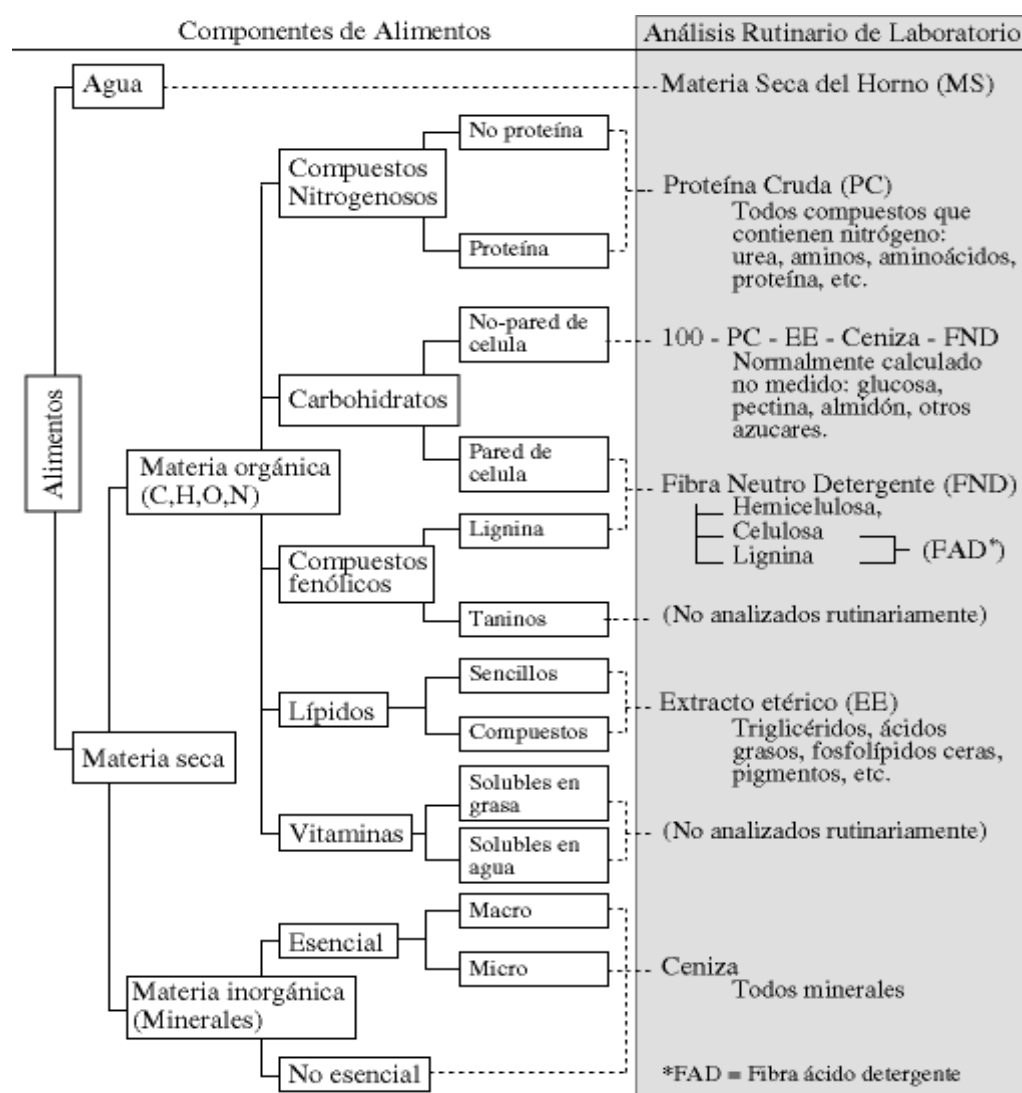 Componentes de Alimentos
Análisis Rutinario de Laboratorio
Agua
Materia Seca del Horno (MS)
No proteína
Compuestos
Nitrogenosos
Proteína
Proteína Cruda (PC)
Todos compuestos que
contienen nitrógeno:
urea, aminos, aminoácidos,
proteína, etc.
No-pared de
celula
100 - PC - EE - Ceniza - FND
Normalmente calculado
no medido: glucosa,
pectina, almidón, otros
azucares.
Carbohidratos
Pared de
celula
Alimentos
Materia orgánica
(C,H,O,N)
Fibra Neutro Detergente (FND)
Hemicelulosa,
Celulosa
Lignina
(FAD*)
Lignina
Compuestos
fenólicos
Taninos
(No analizados rutinariamente)
Sencillos
Lípidos
Compuestos
Extracto etérico (EE)
Triglicéridos, ácidos
grasos, fosfolípidos ceras,
pigmentos, etc.
Materia seca
Solubles en
grasa
Vitaminas
Solubles en
agua
(No analizados rutinariamente)
Macro
Esencial
Micro
Ceniza
Todos minerales
Materia inorgánica
(Minerales)
No esencial
*FAD = Fibra ácido detergente